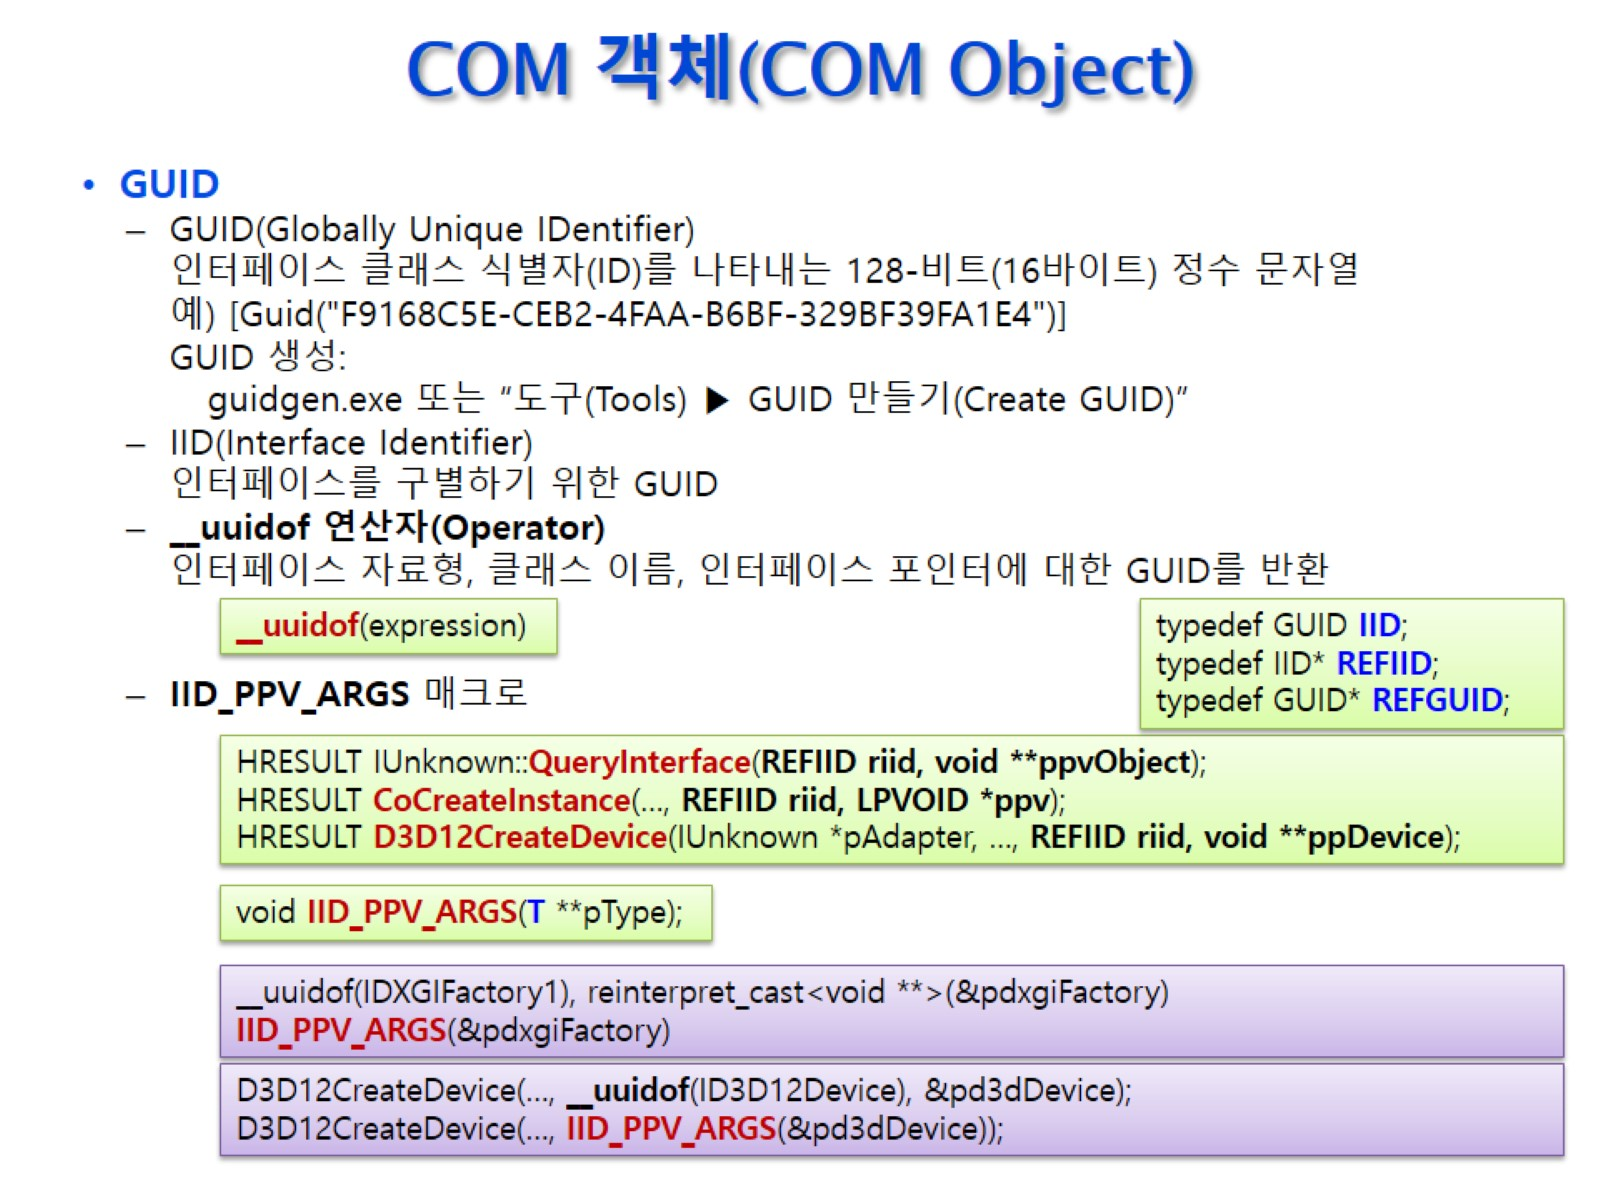 COM 객체(COM Object)
• GUID
– GUID(Globally Unique IDentifier)
인터페이스 클래스 식별자(ID)를 나타내는 128-비트(16바이트) 정수 문자열
예) [Guid("F9168C5E-CEB2-4FAA-B6BF-329BF39FA1E4")]
GUID 생성:
guidgen.exe 또는 “도구(Tools) ▶ GUID 만들기(Create GUID)”
– IID(Interface Identifier)
인터페이스를 구별하기 위한 GUID
– __uuidof 연산자(Operator)
인터페이스 자료형, 클래스 이름, 인터페이스 포인터에 대한 GUID를 반환
__uuidof(expression)
typedef GUID IID;
typedef IID* REFIID;
typedef GUID* REFGUID;
– IID_PPV_ARGS 매크로
HRESULT IUnknown::QueryInterface(REFIID riid, void **ppvObject);
HRESULT CoCreateInstance(..., REFIID riid, LPVOID *ppv);
HRESULT D3D12CreateDevice(IUnknown *pAdapter, ..., REFIID riid, void **ppDevice);
void IID_PPV_ARGS(T **pType);
__uuidof(IDXGIFactory1), reinterpret_cast<void **>(&pdxgiFactory)
IID_PPV_ARGS(&pdxgiFactory)
D3D12CreateDevice(..., __uuidof(ID3D12Device), &pd3dDevice);
D3D12CreateDevice(..., IID_PPV_ARGS(&pd3dDevice));